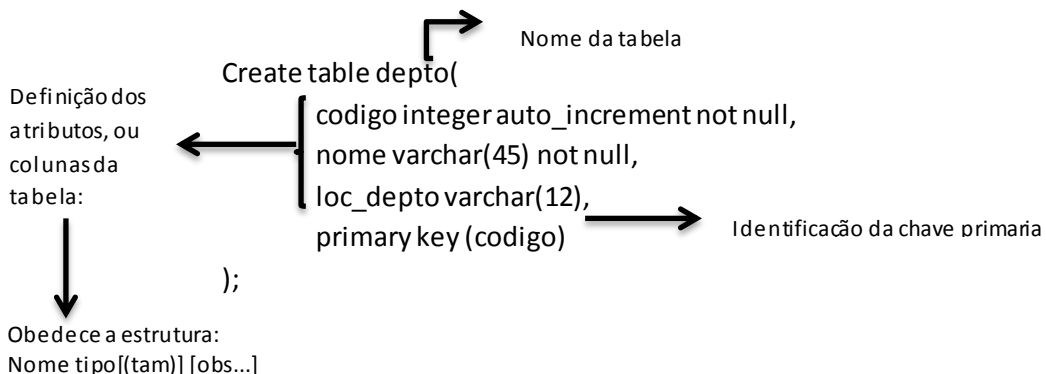 Nome da tabela
Create table depto(
Definição dos
atributos, ou
colunas da
tabela:
codigo integer auto_increment not null,
nome varchar(45) not null,
loc_depto varchar(12),
primary key (codigo)
Identificação da chave primaria
);
Obedece a estrutura:
Nome tipo[(tam)] [obs...]